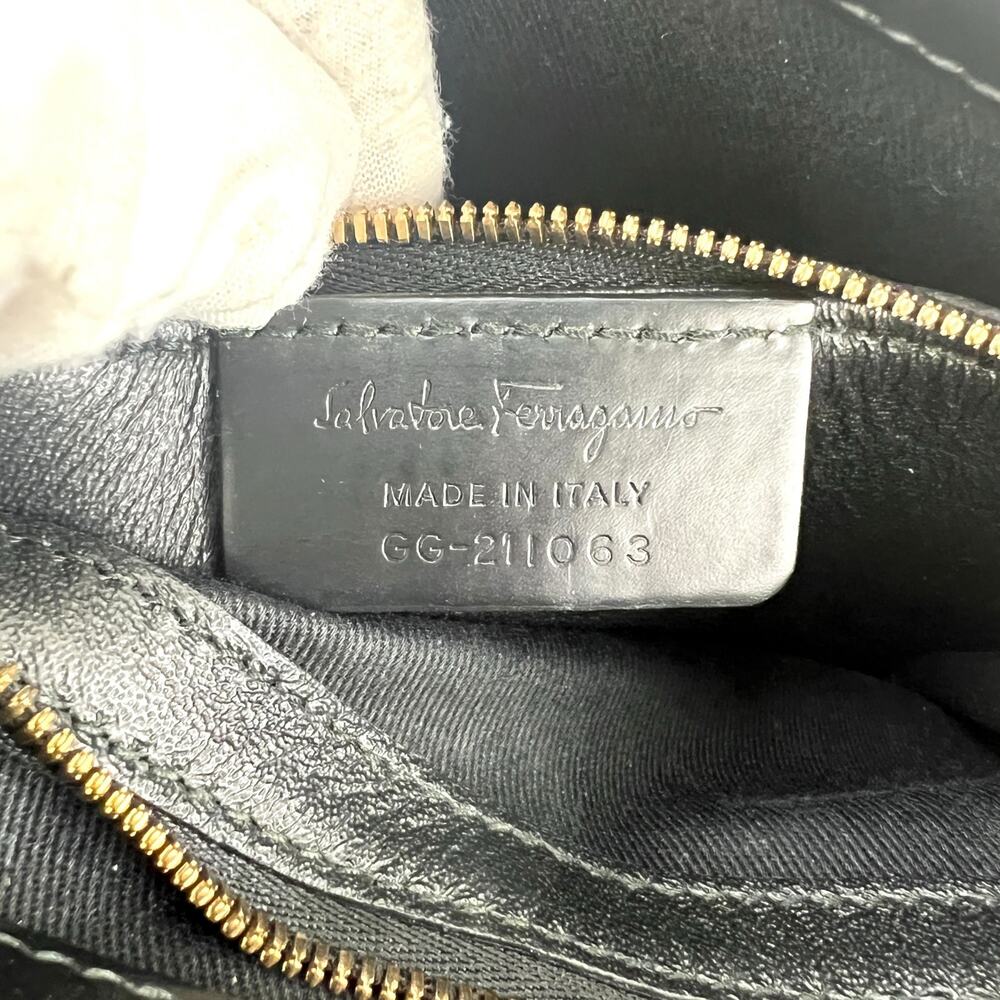 Salvatore Ferragamo
MADE IN ITALY
GG-211063